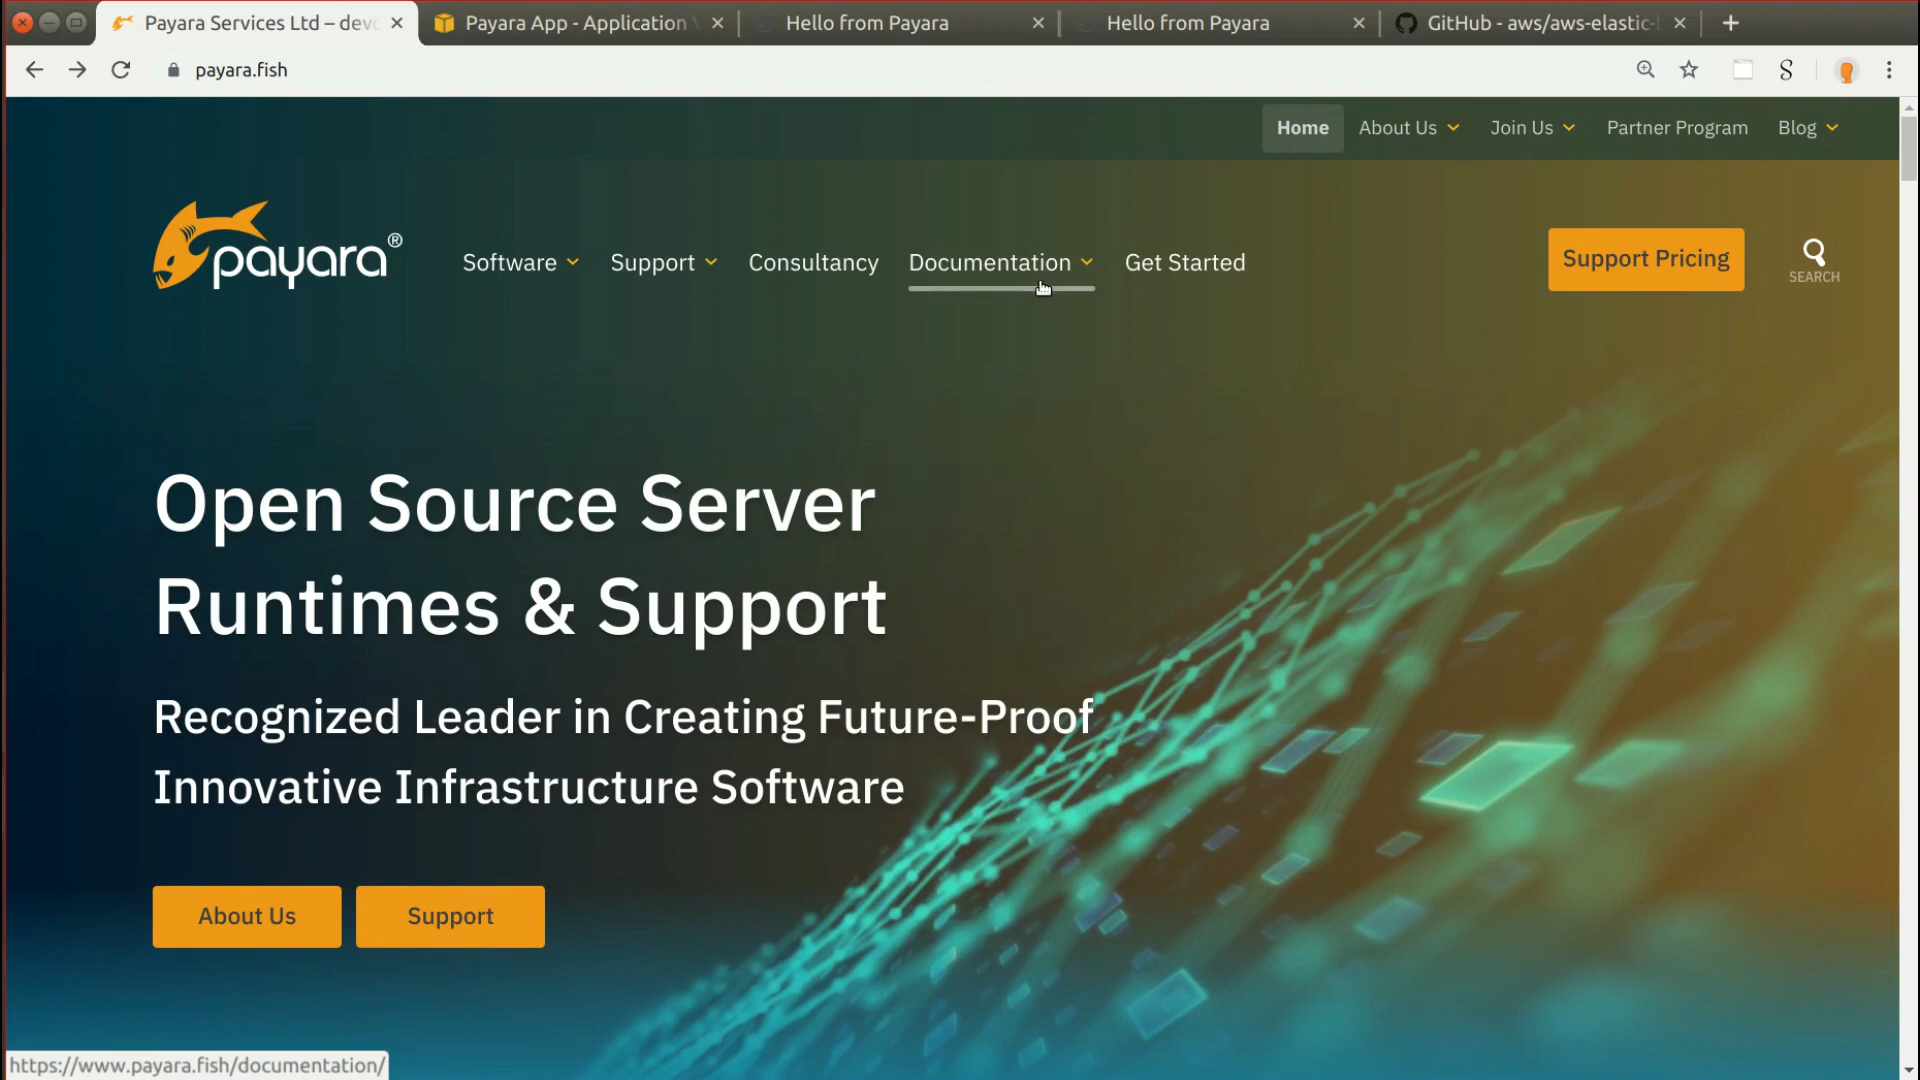 Payara Services Ltd – devo
Payara App - Application V
Hello from Payara
Hello from Payara
GitHub - aws/aws-elastic-b
payara.fish
Home
About Us
Join Us
Partner Program
Blog
payara®
Software
Support
Consultancy
Documentation
Get Started
Support Pricing
SEARCH
Open Source Server
Runtimes & Support
Recognized Leader in Creating Future-Proof
Innovative Infrastructure Software
About Us
Support
https://www.payara.fish/documentation/